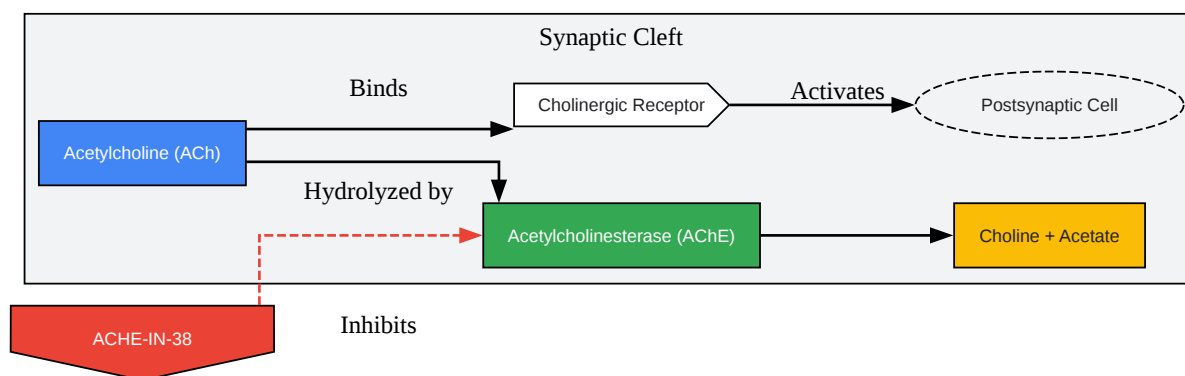 Synaptic Cleft
Binds
Cholinergic Receptor
Activates
Postsynaptic Cell
Acetylcholine (ACh)
Hydrolyzed by
Acetylcholinesterase (AChE)
Choline + Acetate
Inhibits
ACHE-IN-38